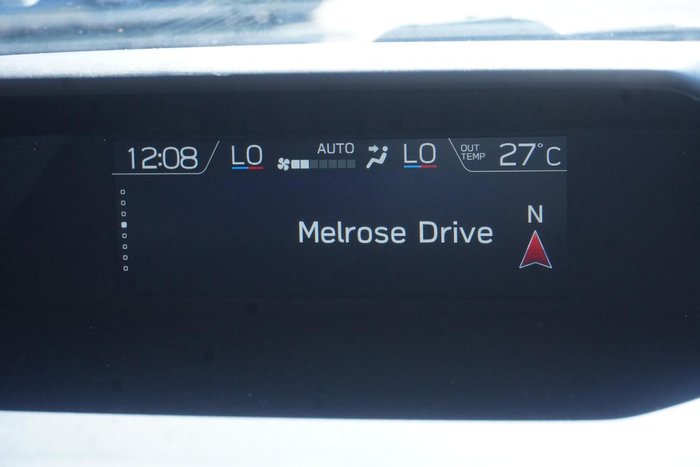 12:08 LO AUTO LO OUT TEMP 27°C
Melrose Drive N